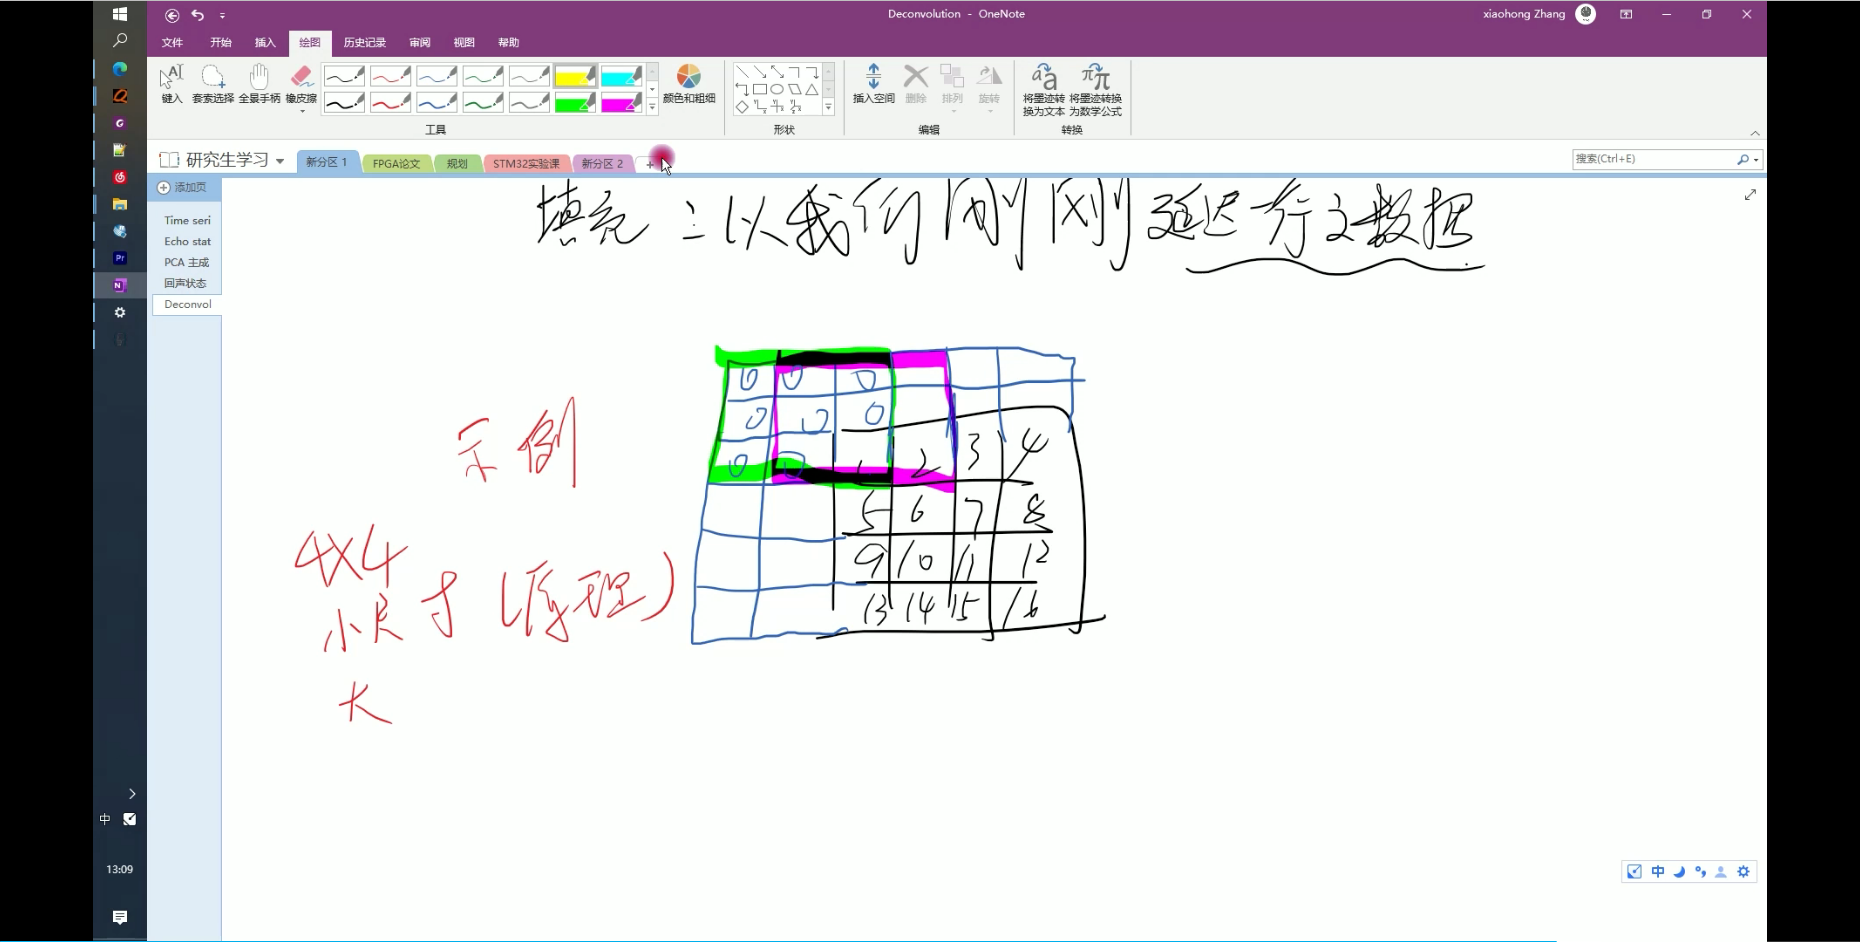 Deconvolution - OneNote
xiaohong Zhang
文件 开始 插入 绘图 历史记录 审阅 视图 帮助
键入 套索选择 全景手柄 橡皮擦 颜色和粗细 插入空间 删除 排列 旋转 将墨迹转换为文本 将墨迹转换为数学公式
工具 形状 编辑 转换
研究生学习 新分区 1 FPGA论文 规划 STM32实验课 新分区 2 +
搜索(Ctrl+E)
添加页
Time seri
Echo stat
PCA 主成
回声状态
Deconvol
填充:以我们刚刚延迟一行之数据
0 0 0
0 0 0
0 0 1 2 3 4
5 6 7 8
9 10 11 12
13 14 15 16
示例
4X4
小尺寸(原理)
大
中
13:09
中